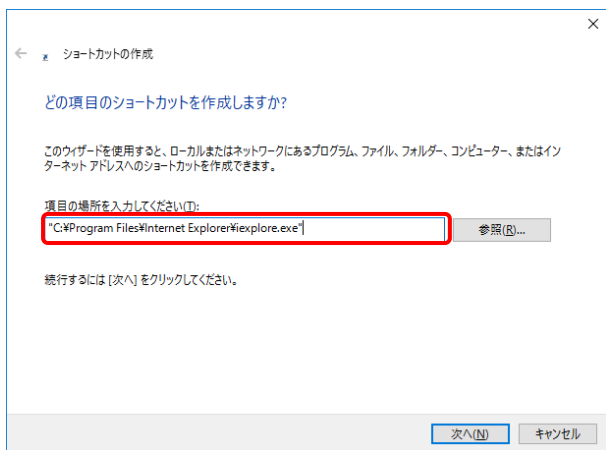 ショートカットの作成
どの項目のショートカットを作成しますか?
このウィザードを使用すると、ローカルまたはネットワークにあるプログラム、ファイル、フォルダー、コンピューター、またはイン
ターネット アドレスへのショートカットを作成できます。
項目の場所を入力してください(T):
"C:¥Program Files¥Internet Explorer¥iexplore.exe"
参照(R)...
続行するには [次へ] をクリックしてください。
次へ(N)
キャンセル